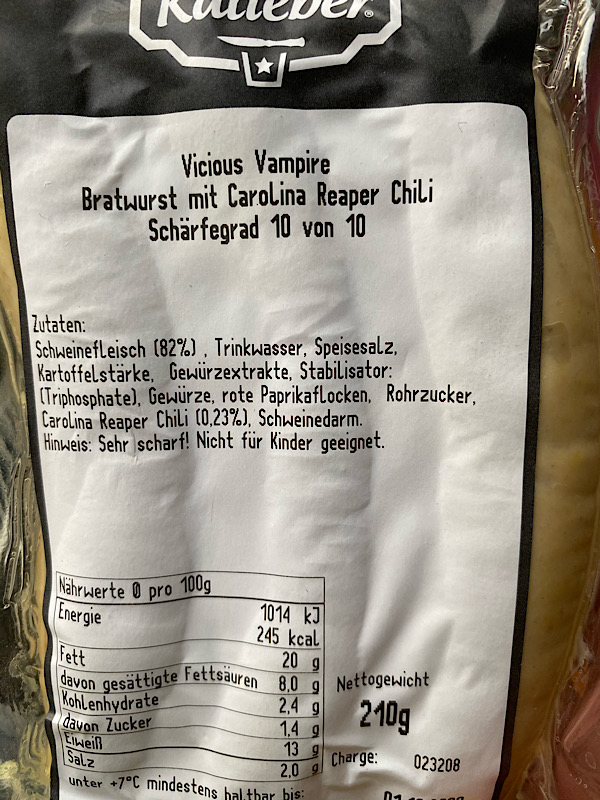 Vicious Vampire
Bratwurst mit Carolina Reaper Chili
Schärfegrad 10 von 10
Zutaten:
Schweinefleisch (82%) , Trinkwasser, Speisesalz,
Kartoffelstärke, Gewürzextrakte, Stabilisator:
(Triphosphate), Gewürze, rote Paprikaflocken, Rohrzucker,
Carolina Reaper Chili (0,23%), Schweinedarm.
Hinweis: Sehr scharf! Nicht für Kinder geeignet.
Nährwerte Ø pro 100g
Energie 1014 kJ
245 kcal
Fett 20 g
davon gesättigte Fettsäuren 8,0 g
Kohlenhydrate 2,4 g
davon Zucker 1,4 g
Eiweiß 13 g
Salz 2,0 g
Nettogewicht
210g
Charge: 023208
unter +7°C mindestens haltbar bis: